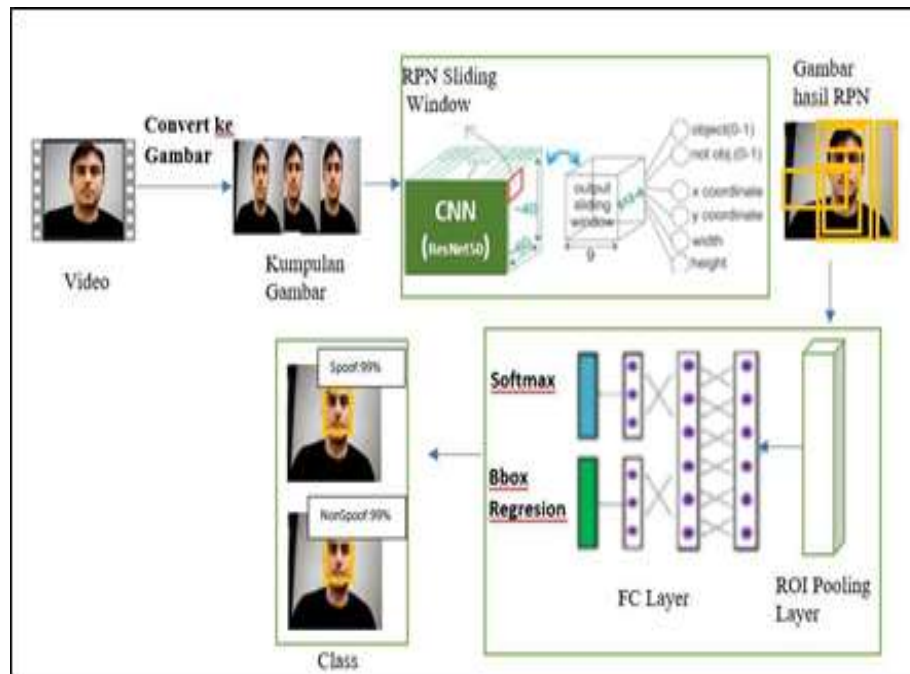 Video
Convert ke
Gambar
Kumpulan
Gambar
RPN Sliding
Window
CNN
(ResNet50)
output
sliding
window
9
object(0-1)
not obj.(0-1)
x coordinate
y coordinate
width
height
Gambar
hasil RPN
ROI Pooling
Layer
FC Layer
Softmax
Bbox
Regresion
Spoof:99%
NonSpoof:99%
Class